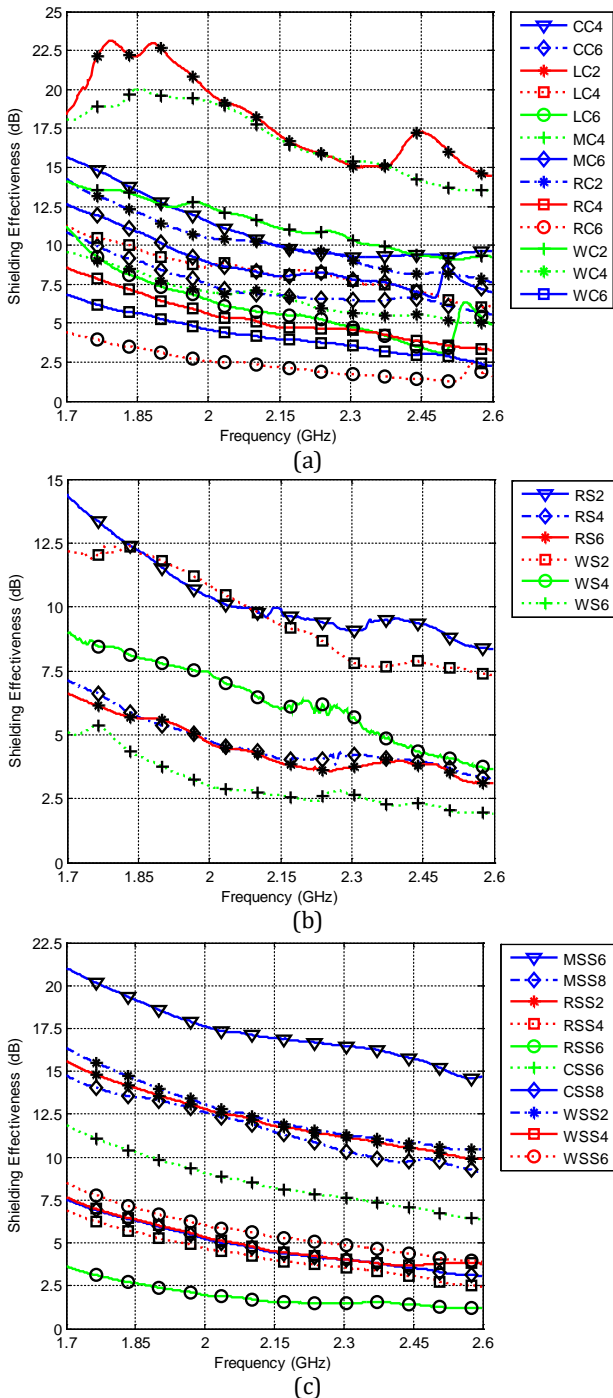 25
22.5
20
17.5
15
12.5
10
7.5
5
2.5
0
Shielding Effectiveness (dB)
1.7 1.85 2 2.15 2.3 2.45 2.6
Frequency (GHz)
CC4
CC6
LC2
LC4
LC6
MC4
MC6
RC2
RC4
RC6
WC2
WC4
WC6
(a)
15
12.5
10
7.5
5
2.5
0
Shielding Effectiveness (dB)
1.7 1.85 2 2.15 2.3 2.45 2.6
Frequency (GHz)
RS2
RS4
RS6
WS2
WS4
WS6
(b)
22.5
20
17.5
15
12.5
10
7.5
5
2.5
0
Shielding Effectiveness (dB)
1.7 1.85 2 2.15 2.3 2.45 2.6
Frequency (GHz)
MSS6
MSS8
RSS2
RSS4
RSS6
CSS6
CSS8
WSS2
WSS4
WSS6
(c)